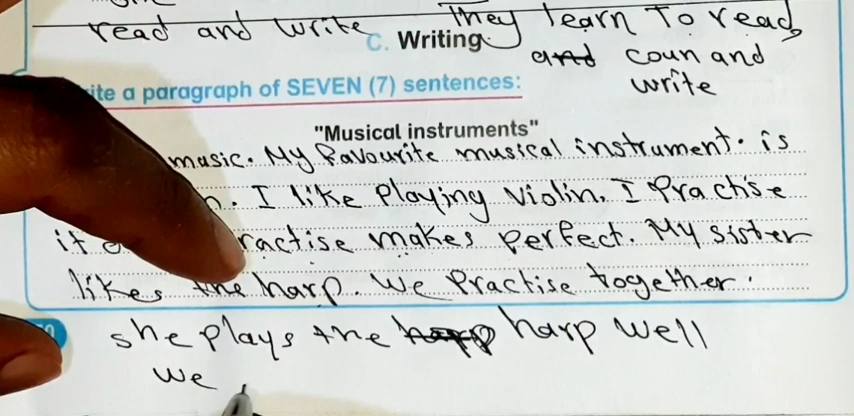 read and write They learn To read
C. Writing
and coun and
write
ite a paragraph of SEVEN (7) sentences:
"Musical instruments"
music. My favourite musical instrument. is
I like Playing violin. I Practise
it ractise makes perfect. My sister
likes the harp. We Practise together.
she plays the harp well
we